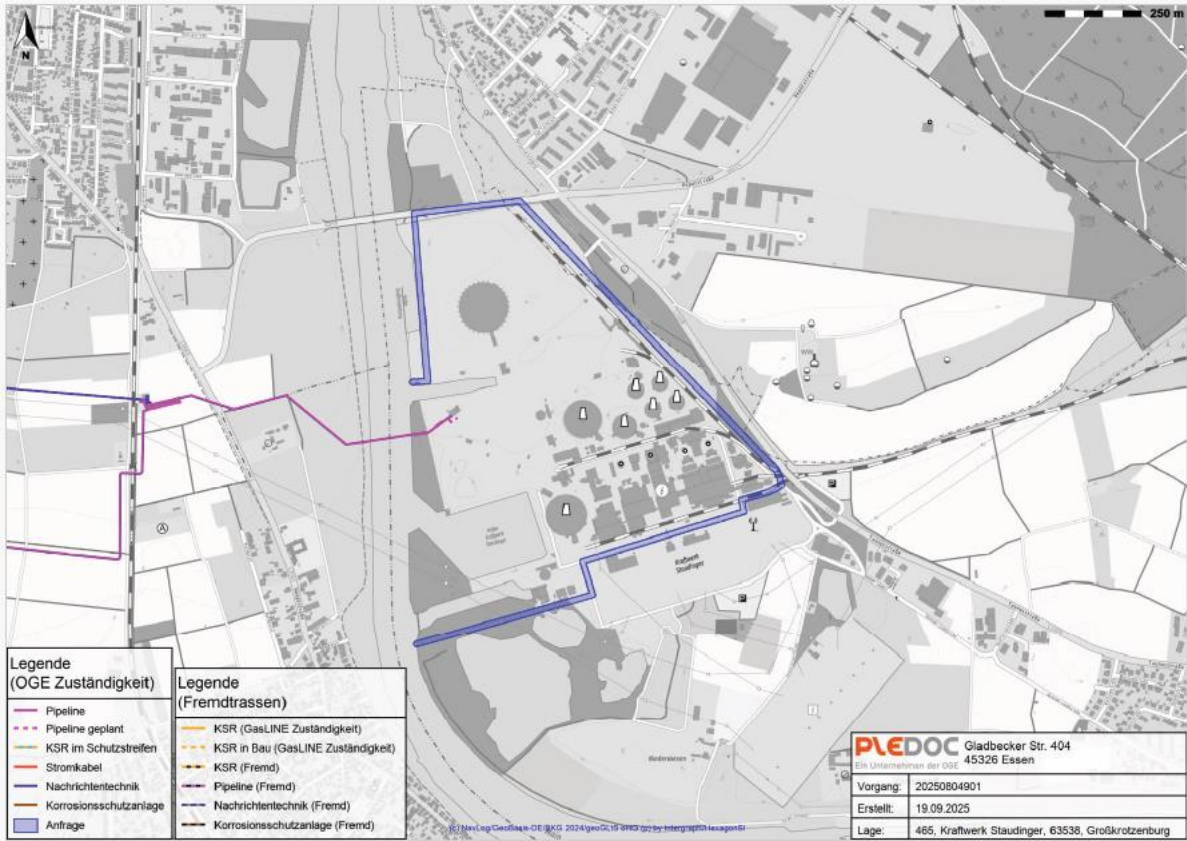 N
250 m
Kraftwerk
Staudinger
Legende
(OGE Zuständigkeit)
Pipeline
Pipeline geplant
KSR im Schutzstreifen
Stromkabel
Nachrichtentechnik
Korrosionsschutzanlage
Anfrage
Legende
(Fremdtrassen)
KSR (GasLINE Zuständigkeit)
KSR in Bau (GasLINE Zuständigkeit)
KSR (Fremd)
Pipeline (Fremd)
Nachrichtentechnik (Fremd)
Korrosionsschutzanlage (Fremd)
PLEDOC
Ein Unternehmen der OGE
Gladbecker Str. 404
45326 Essen
Vorgang: 20250804901
Erstellt: 19.09.2025
Lage: 465, Kraftwerk Staudinger, 63538, Großkrotzenburg